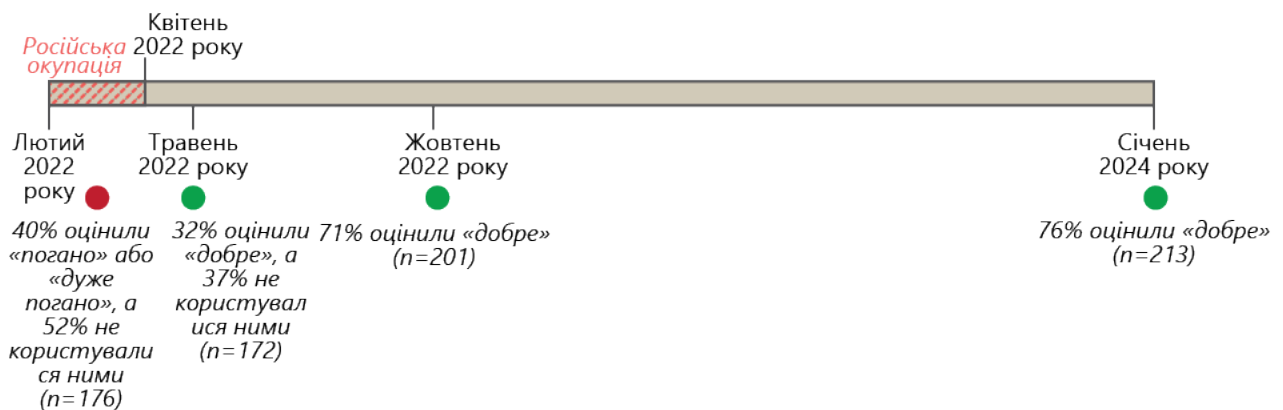 Квітень
2022 року
Російська
окупація
Лютий
2022
року
Травень
2022 року
Жовтень
2022 року
Січень
2024 року
40% оцінили
«погано» або
«дуже
погано», а
52% не
користували
ся ними
(n=176)
32% оцінили
«добре», а
37% не
користувал
ися ними
(n=172)
71% оцінили «добре»
(n=201)
76% оцінили «добре»
(n=213)